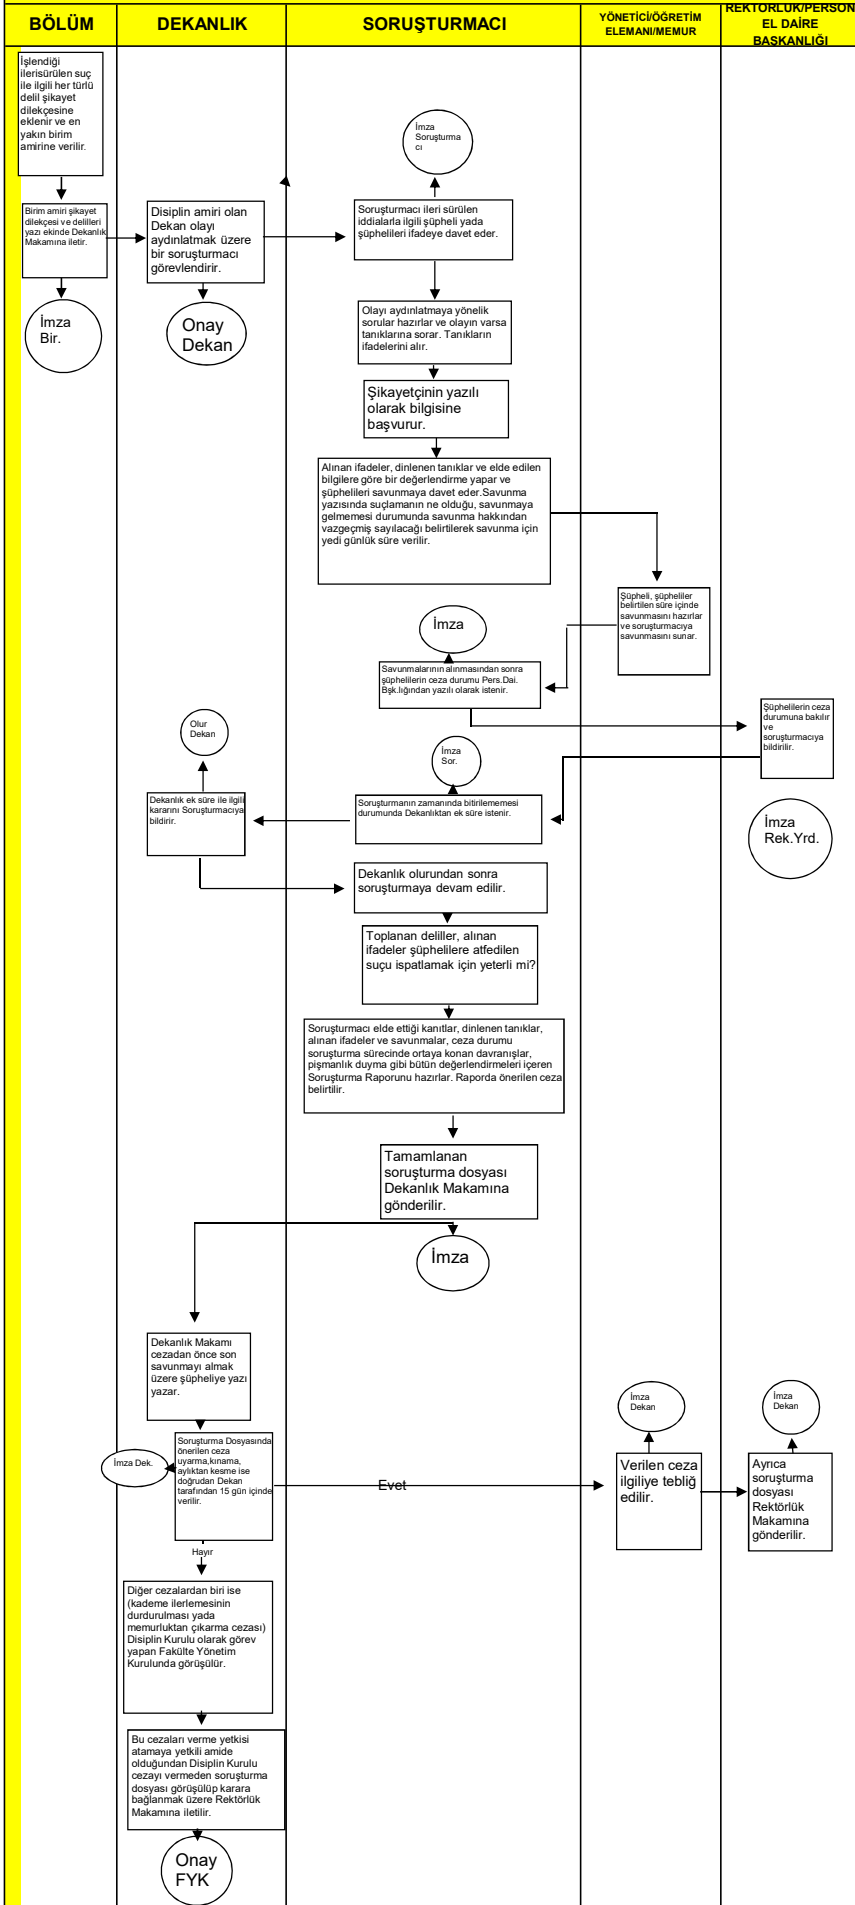 BÖLÜM
DEKANLIK
SORUŞTURMACI
YÖNETİCİ/ÖĞRETİM
ELEMANI/MEMUR
REKTÖRLÜK/PERSON
EL DAİRE
BAŞKANLIĞI
İşlendiği
ilerisürülen suç
ile ilgili her türlü
delil şikayet
dilekçesine
eklenir ve en
yakın birim
amirine verilir.
İmza
Soruşturma
cı
Birim amiri şikayet
dilekçesi ve delilleri
yazı ekinde Dekanlık
Makamına iletir.
Disiplin amiri olan
Dekan olayı
aydınlatmak üzere
bir soruşturmacı
görevlendirir.
Soruşturmacı ileri sürülen
iddialarla ilgili şüpheli yada
şüphelileri ifadeye davet eder.
İmza
Bir.
Onay
Dekan
Olayı aydınlatmaya yönelik
sorular hazırlar ve olayın varsa
tanıklarına sorar. Tanıkların
ifadelerini alır.
Şikayetçinin yazılı
olarak bilgisine
başvurur.
Alınan ifadeler, dinlenen tanıklar ve elde edilen
bilgilere göre bir değerlendirme yapar ve
şüphelileri savunmaya davet eder.Savunma
yazısında suçlamanın ne olduğu, savunmaya
gelmemesi durumunda savunma hakkından
vazgeçmiş sayılacağı belirtilerek savunma için
yedi günlük süre verilir.
Şüpheli, şüpheliler
belirtilen süre içinde
savunmasını hazırlar
ve soruşturmacıya
savunmasını sunar.
İmza
Savunmalarının alınmasından sonra
şüphelilerin ceza durumu Pers.Dai.
Bşk.lığından yazılı olarak istenir.
Şüphelilerin ceza
durumuna bakılır
ve
soruşturmacıya
bildirilir.
Olur
Dekan
İmza
Sor.
Dekanlık ek süre ile ilgili
kararını Soruşturmacıya
bildirir.
Soruşturmanın zamanında bitirilememesi
durumunda Dekanlıktan ek süre istenir.
İmza
Rek.Yrd.
Dekanlık olurundan sonra
soruşturmaya devam edilir.
Toplanan deliller, alınan
ifadeler şüphelilere atfedilen
suçu ispatlamak için yeterli mi?
Soruşturmacı elde ettiği kanıtlar, dinlenen tanıklar,
alınan ifadeler ve savunmalar, ceza durumu
soruşturma sürecinde ortaya konan davranışlar,
pişmanlık duyma gibi bütün değerlendirmeleri içeren
Soruşturma Raporunu hazırlar. Raporda önerilen ceza
belirtilir.
Tamamlanan
soruşturma dosyası
Dekanlık Makamına
gönderilir.
İmza
Dekanlık Makamı
cezadan önce son
savunmayı almak
üzere şüpheliye yazı
yazar.
İmza
Dekan
İmza
Dekan
İmza Dek.
Soruşturma Dosyasında
önerilen ceza
uyarma,kınama,
aylıktan kesme ise
doğrudan Dekan
tarafından 15 gün içinde
verilir.
Evet
Verilen ceza
ilgiliye tebliğ
edilir.
Ayrıca
soruşturma
dosyası
Rektörlük
Makamına
gönderilir.
Hayır
Diğer cezalardan biri ise
(kademe ilerlemesinin
durdurulması yada
memurluktan çıkarma cezası)
Disiplin Kurulu olarak görev
yapan Fakülte Yönetim
Kurulunda görüşülür.
Bu cezaları verme yetkisi
atamaya yetkili amide
olduğundan Disiplin Kurulu
cezayı vermeden soruşturma
dosyası görüşülüp karara
bağlanmak üzere Rektörlük
Makamına iletilir.
Onay
FYK